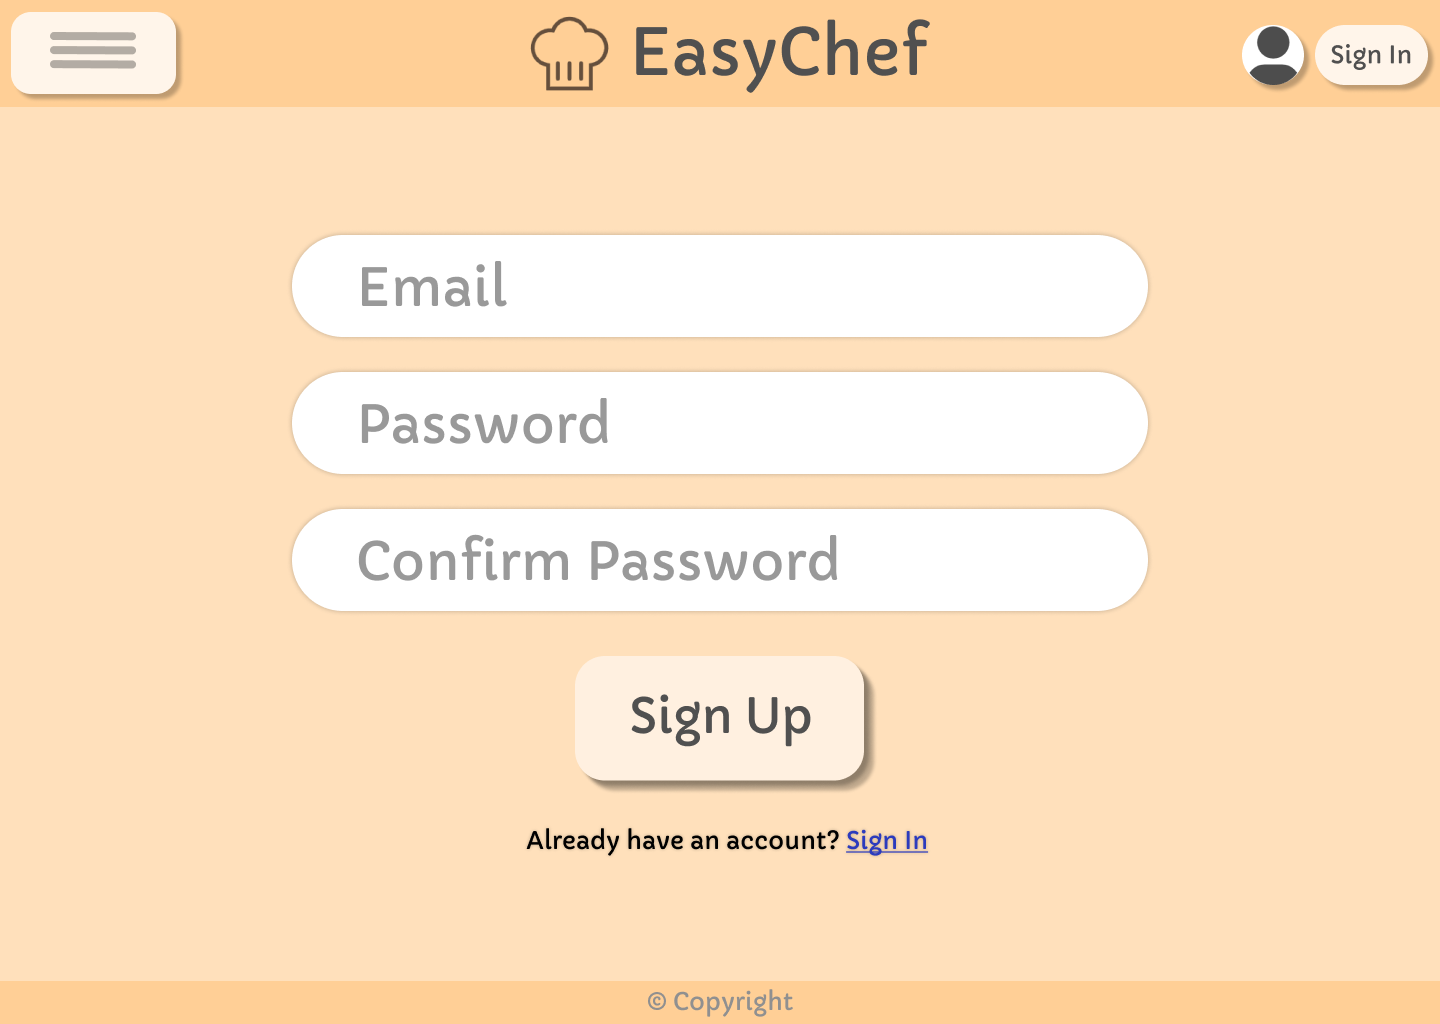 EasyChef
Sign In
Email
Password
Confirm Password
Sign Up
Already have an account? Sign In
© Copyright